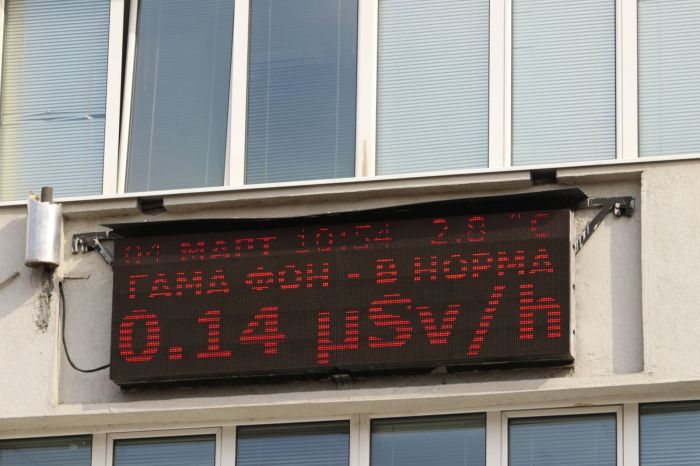 04 МАРТ 10:54 2.8 °C
ГАМА ФОН - В НОРМА
0.14 µSv/h